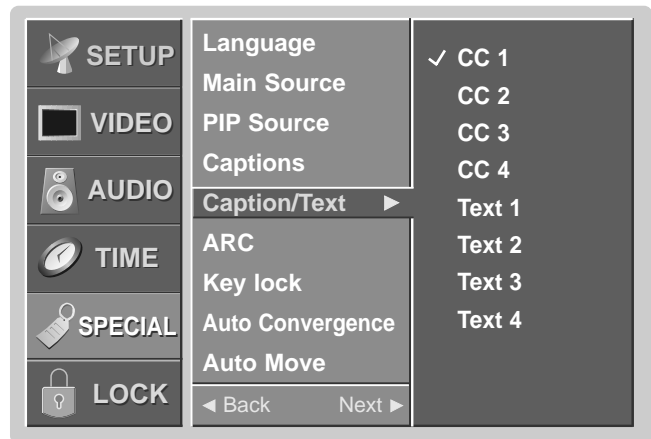 SETUP
VIDEO
AUDIO
TIME
SPECIAL
LOCK
Language
Main Source
PIP Source
Captions
Caption/Text ►
ARC
Key lock
Auto Convergence
Auto Move
◄ Back Next ►
✓ CC 1
CC 2
CC 3
CC 4
Text 1
Text 2
Text 3
Text 4